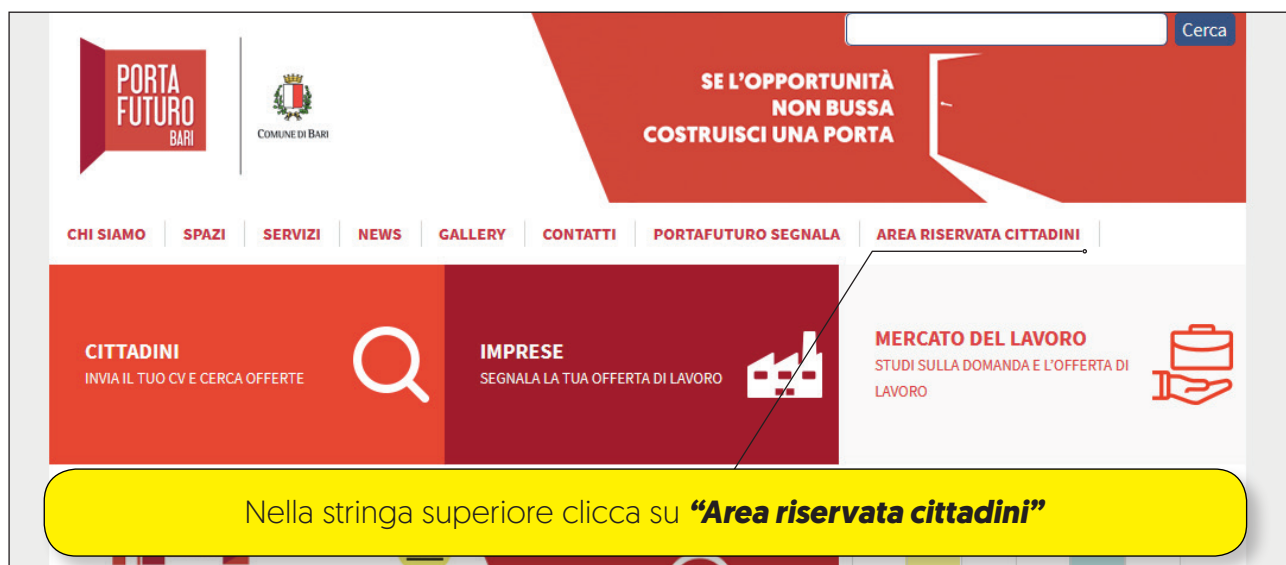 Cerca
PORTA
FUTURO
BARI
COMUNE DI BARI
SE L'OPPORTUNITÀ
NON BUSSA
COSTRUISCI UNA PORTA
CHI SIAMO SPAZI SERVIZI NEWS GALLERY CONTATTI PORTAFUTURO SEGNALA AREA RISERVATA CITTADINI
CITTADINI
INVIA IL TUO CV E CERCA OFFERTE
IMPRESE
SEGNALA LA TUA OFFERTA DI LAVORO
MERCATO DEL LAVORO
STUDI SULLA DOMANDA E L'OFFERTA DI
LAVORO
Nella stringa superiore clicca su “Area riservata cittadini”